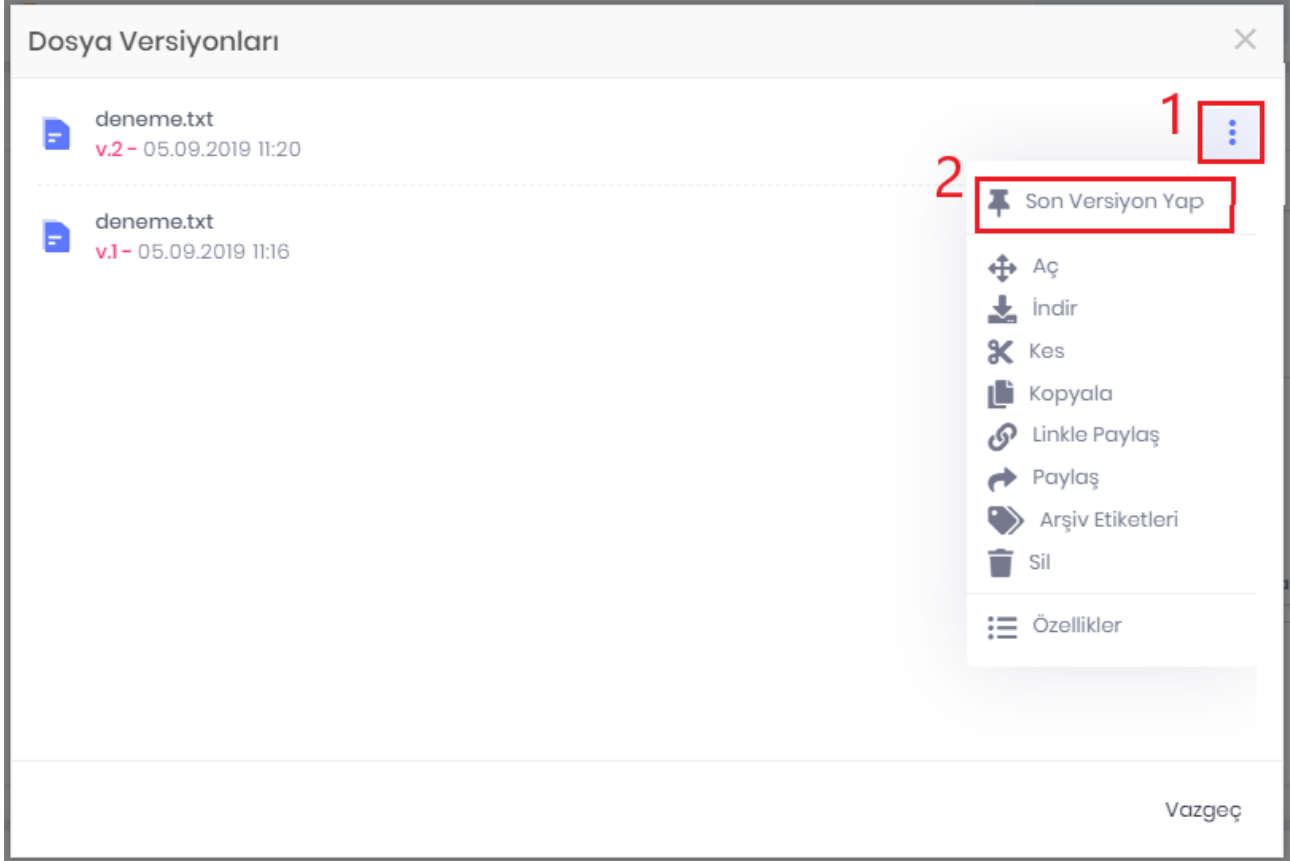 Dosya Versiyonları
deneme.txt
v.2 - 05.09.2019 11:20
1
2
Son Versiyon Yap
deneme.txt
v.1 - 05.09.2019 11:16
Aç
İndir
Kes
Kopyala
Linkle Paylaş
Paylaş
Arşiv Etiketleri
Sil
Özellikler
Vazgeç